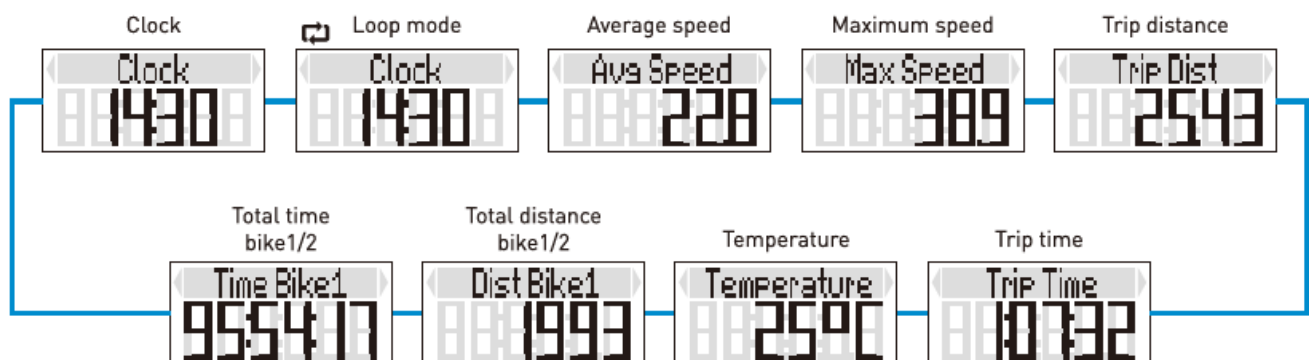 Clock
Loop mode
Average speed
Maximum speed
Trip distance
Clock
14:30
Clock
14:30
Avg Speed
22.8
Max Speed
38.9
Trip Dist
25.43
Total time
bike1/2
Total distance
bike1/2
Temperature
Trip time
Time Bike1
955:41:17
Dist Bike1
1993
Temperature
25°C
Trip Time
1:07:32